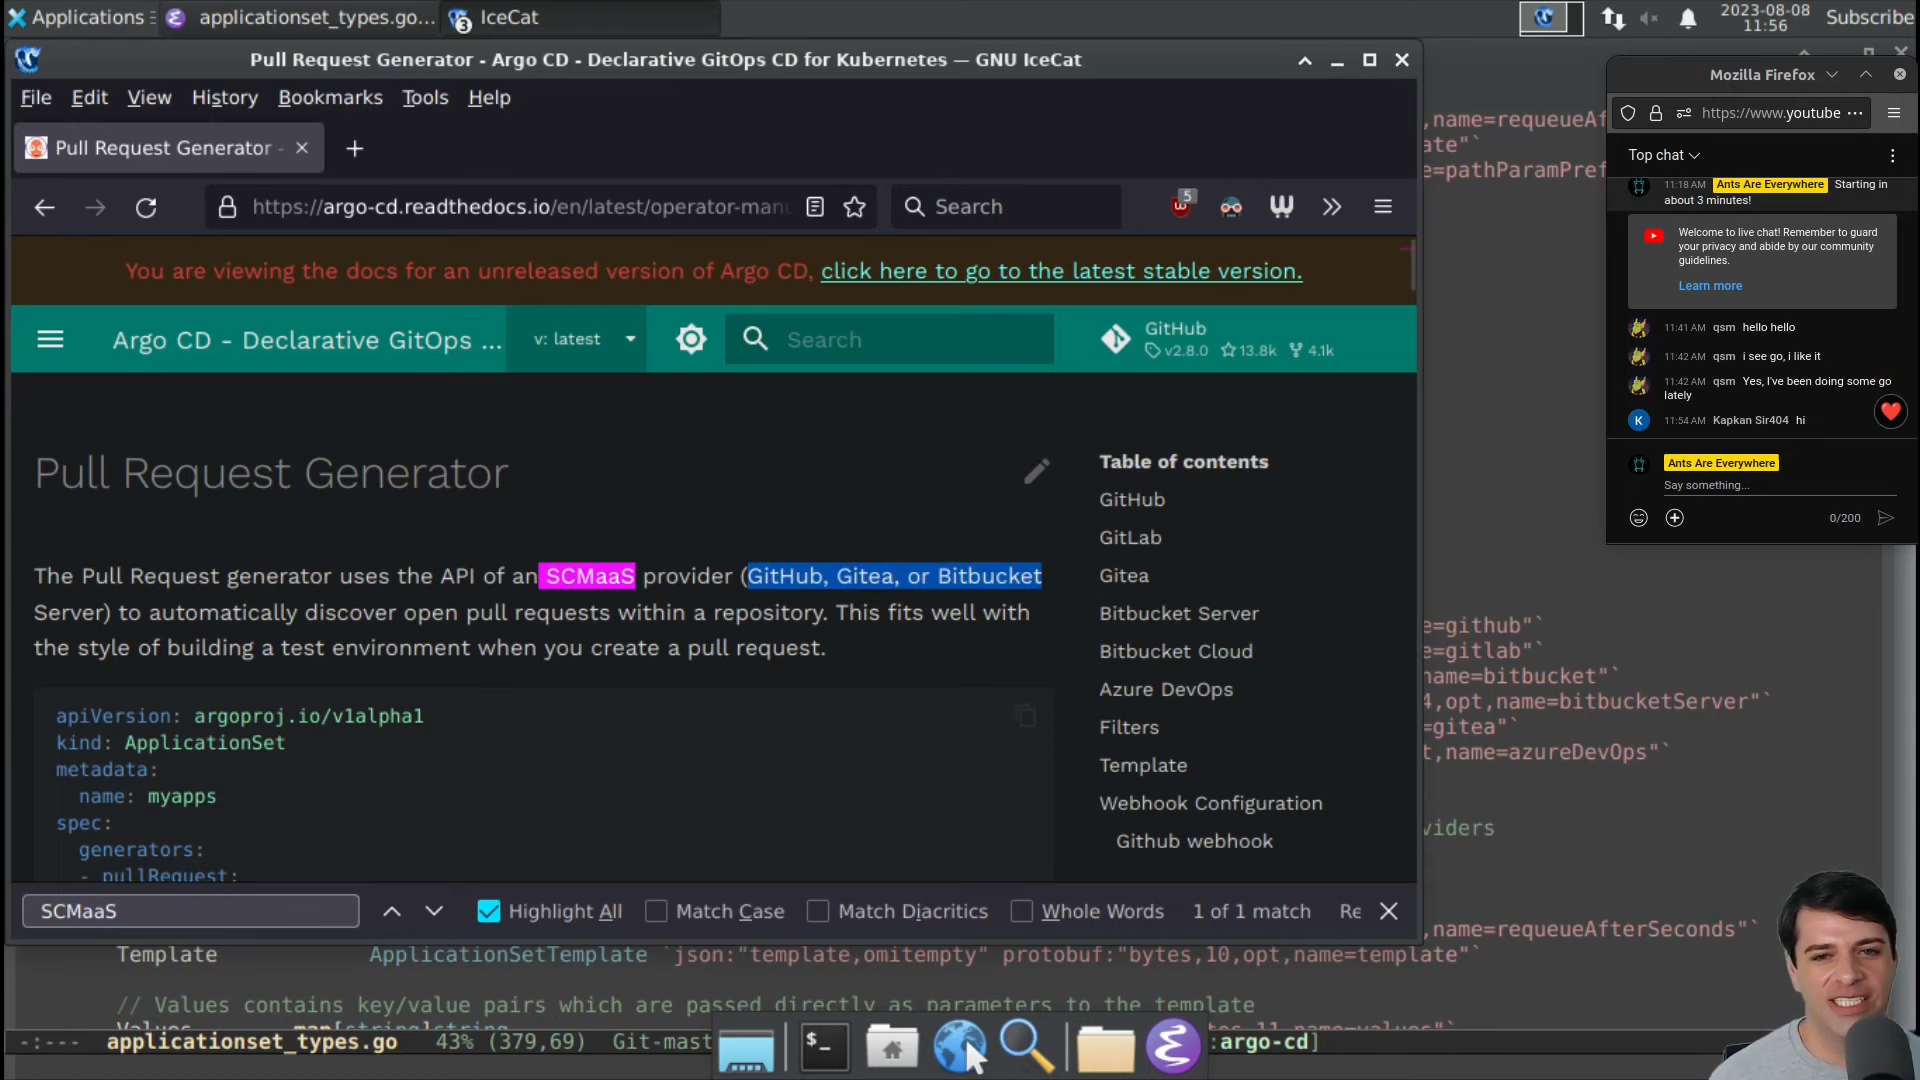 Applications
applicationset_types.go...
IceCat
3
2023-08-08
11:56
Subscribe
Pull Request Generator - Argo CD - Declarative GitOps CD for Kubernetes — GNU IceCat
File Edit View History Bookmarks Tools Help
Pull Request Generator -
https://argo-cd.readthedocs.io/en/latest/operator-man
Search
5
You are viewing the docs for an unreleased version of Argo CD, click here to go to the latest stable version.
Argo CD - Declarative GitOps ...
v: latest
Search
GitHub
v2.8.0 13.8k 4.1k
Pull Request Generator
The Pull Request generator uses the API of an SCMaaS provider (GitHub, Gitea, or Bitbucket
Server) to automatically discover open pull requests within a repository. This fits well with
the style of building a test environment when you create a pull request.
apiVersion: argoproj.io/v1alpha1
kind: ApplicationSet
metadata:
name: myapps
spec:
generators:
- pullRequest:
Table of contents
GitHub
GitLab
Gitea
Bitbucket Server
Bitbucket Cloud
Azure DevOps
Filters
Template
Webhook Configuration
Github webhook
SCMaaS
Highlight All
Match Case
Match Diacritics
Whole Words
1 of 1 match
Re
,name=requeueAf
ate"`
=pathParamPref
e=github"`
e=gitlab"`
name=bitbucket"`
4,opt,name=bitbucketServer"`
=gitea"`
t,name=azureDevOps"`
viders
,name=requeueAfterSeconds"`
Template ApplicationSetTemplate `json:"template,omitempty" protobuf:"bytes,10,opt,name=template"`
// Values contains key/value pairs which are passed directly as parameters to the template
Values map[string]string
tes,11,name=values"`
-:--- applicationset_types.go 43% (379,69) Git-mast
:argo-cd]
Mozilla Firefox
https://www.youtube
Top chat
11:18 AM Ants Are Everywhere Starting in
about 3 minutes!
Welcome to live chat! Remember to guard
your privacy and abide by our community
guidelines.
Learn more
11:41 AM qsm hello hello
11:42 AM qsm i see go, i like it
11:42 AM qsm Yes, I've been doing some go
lately
K 11:54 AM Kapkan Sir404 hi
Ants Are Everywhere
Say something...
0/200